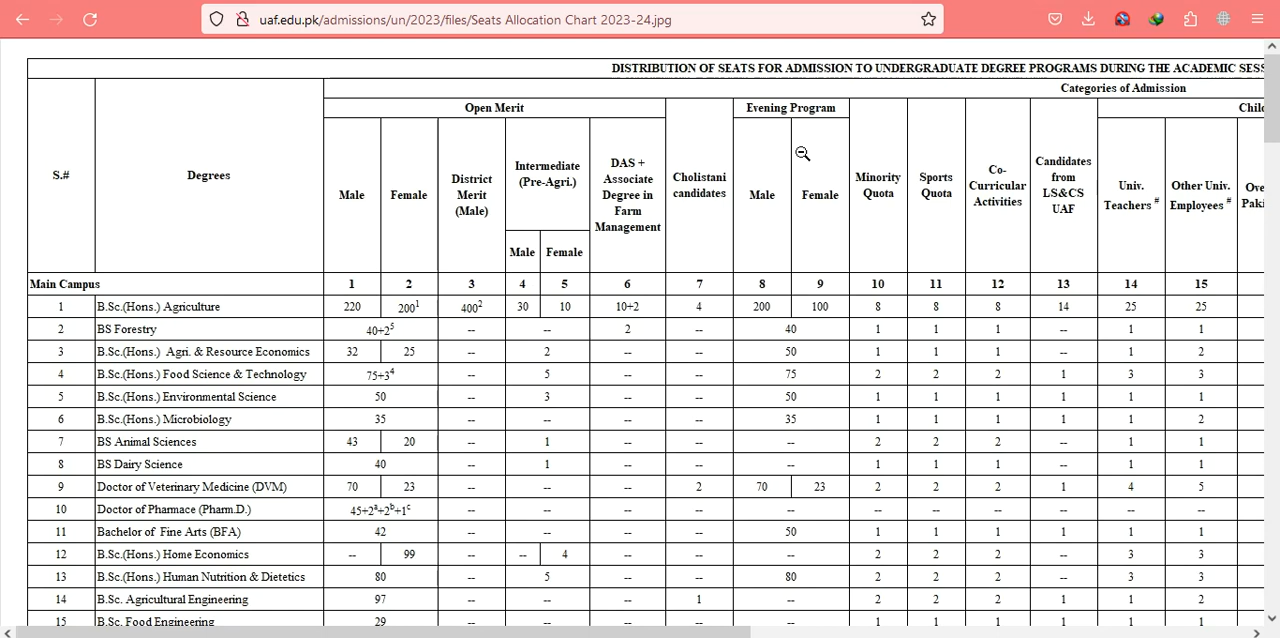 uaf.edu.pk/admissions/un/2023/files/Seats Allocation Chart 2023-24.jpg
DISTRIBUTION OF SEATS FOR ADMISSION TO UNDERGRADUATE DEGREE PROGRAMS DURING THE ACADEMIC SESS
Categories of Admission
S.# Degrees Open Merit Evening Program Chil
Male Female District Merit (Male) Intermediate (Pre-Agri.) DAS + Associate Degree in Farm Management Cholistani candidates Male Female Minority Quota Sports Quota Co-Curricular Activities Candidates from LS&CS UAF Univ. Teachers # Other Univ. Employees # Ove Paki
Male Female
Main Campus 1 2 3 4 5 6 7 8 9 10 11 12 13 14 15
1 B.Sc.(Hons.) Agriculture 220 200¹ 400² 30 10 10+2 4 200 100 8 8 8 14 25 25
2 BS Forestry 40+2⁵ -- -- 2 -- 40 1 1 1 -- 1 1
3 B.Sc.(Hons.) Agri. & Resource Economics 32 25 -- 2 -- -- 50 1 1 1 -- 1 2
4 B.Sc.(Hons.) Food Science & Technology 75+3⁴ -- 5 -- -- 75 2 2 2 1 3 3
5 B.Sc.(Hons.) Environmental Science 50 -- 3 -- -- 50 1 1 1 1 1 1
6 B.Sc.(Hons.) Microbiology 35 -- -- -- -- 35 1 1 1 1 1 2
7 BS Animal Sciences 43 20 -- 1 -- -- -- 2 2 2 -- 1 1
8 BS Dairy Science 40 -- 1 -- -- -- 1 1 1 -- 1 1
9 Doctor of Veterinary Medicine (DVM) 70 23 -- -- -- 2 70 23 2 2 2 1 4 5
10 Doctor of Pharmace (Pharm.D.) 45+2ᵃ+2ᵇ+1ᶜ -- -- -- -- -- -- -- -- -- -- --
11 Bachelor of Fine Arts (BFA) 42 -- -- -- -- 50 1 1 1 1 1 1
12 B.Sc.(Hons.) Home Economics -- 99 -- -- 4 -- -- -- 2 2 2 -- 3 3
13 B.Sc.(Hons.) Human Nutrition & Dietetics 80 -- 5 -- -- 80 2 2 2 -- 3 3
14 B.Sc. Agricultural Engineering 97 -- -- -- 1 -- 2 2 2 1 1 2
15 B.Sc. Food Engineering 29 -- -- -- -- -- 1 1 1 1 1 1